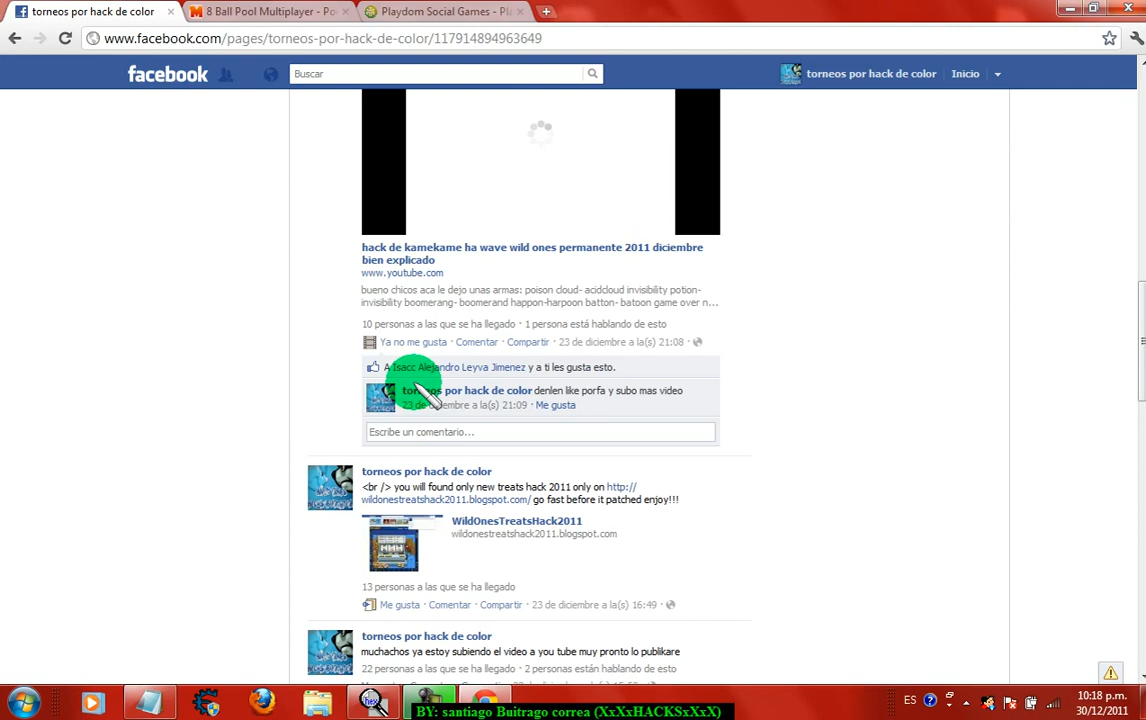 torneos por hack de color
8 Ball Pool Multiplayer - Po
Playdom Social Games - Pl
www.facebook.com/pages/torneos-por-hack-de-color/117914894963649
facebook
Buscar
torneos por hack de color
Inicio
hack de kamekame ha wave wild ones permanente 2011 diciembre
bien explicado
www.youtube.com
bueno chicos aca le dejo unas armas: poison cloud- acidcloud invisibility potion-
invisibility boomerang- boomerand happon-harpoon batton- batoon game over n...
10 personas a las que se ha llegado · 1 persona está hablando de esto
Ya no me gusta · Comentar · Compartir · 23 de diciembre a la(s) 21:08
A Isacc Alejandro Leyva Jimenez y a ti les gusta esto.
torneos por hack de color denlen like porfa y subo mas video
23 de diciembre a la(s) 21:09 · Me gusta
Escribe un comentario...
torneos por hack de color
<br /> you will found only new treats hack 2011 only on http://
wildonestreatshack2011.blogspot.com/ go fast before it patched enjoy!!!
WildOnesTreatsHack2011
wildonestreatshack2011.blogspot.com
13 personas a las que se ha llegado
Me gusta · Comentar · Compartir · 23 de diciembre a la(s) 16:49
torneos por hack de color
muchachos ya estoy subiendo el video a you tube muy pronto lo publikare
22 personas a las que se ha llegado · 2 personas están hablando de esto
ES
10:18 p.m.
30/12/2011
BY: santiago Buitrago correa (XxXxHACKSxXxX)